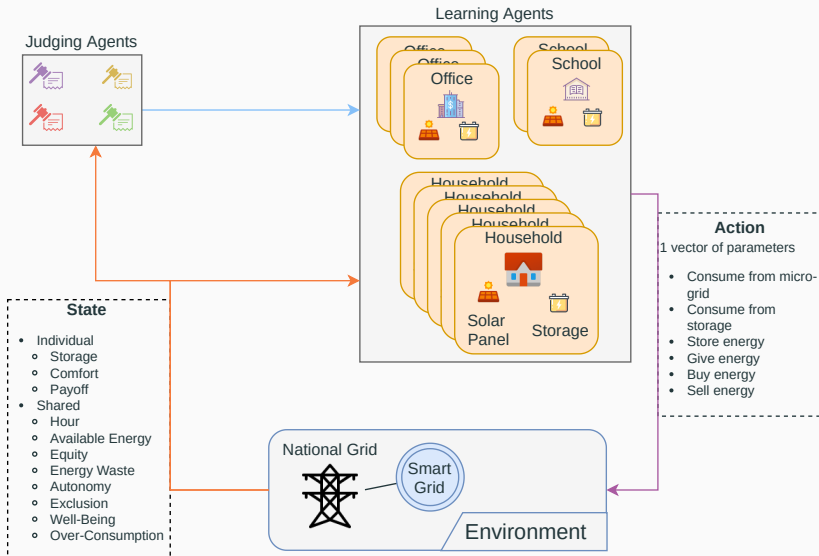 Learning Agents
Judging Agents
Office
Office
Office
School
School
Household
Household
Household
Household
Household
Solar
Panel
Storage
Action
1 vector of parameters
Consume from micro-
grid
Consume from
storage
Store energy
Give energy
Buy energy
Sell energy
State
Individual
Storage
Comfort
Payoff
Shared
Hour
Available Energy
Equity
Energy Waste
Autonomy
Exclusion
Well-Being
Over-Consumption
National Grid
Smart
Grid
Environment